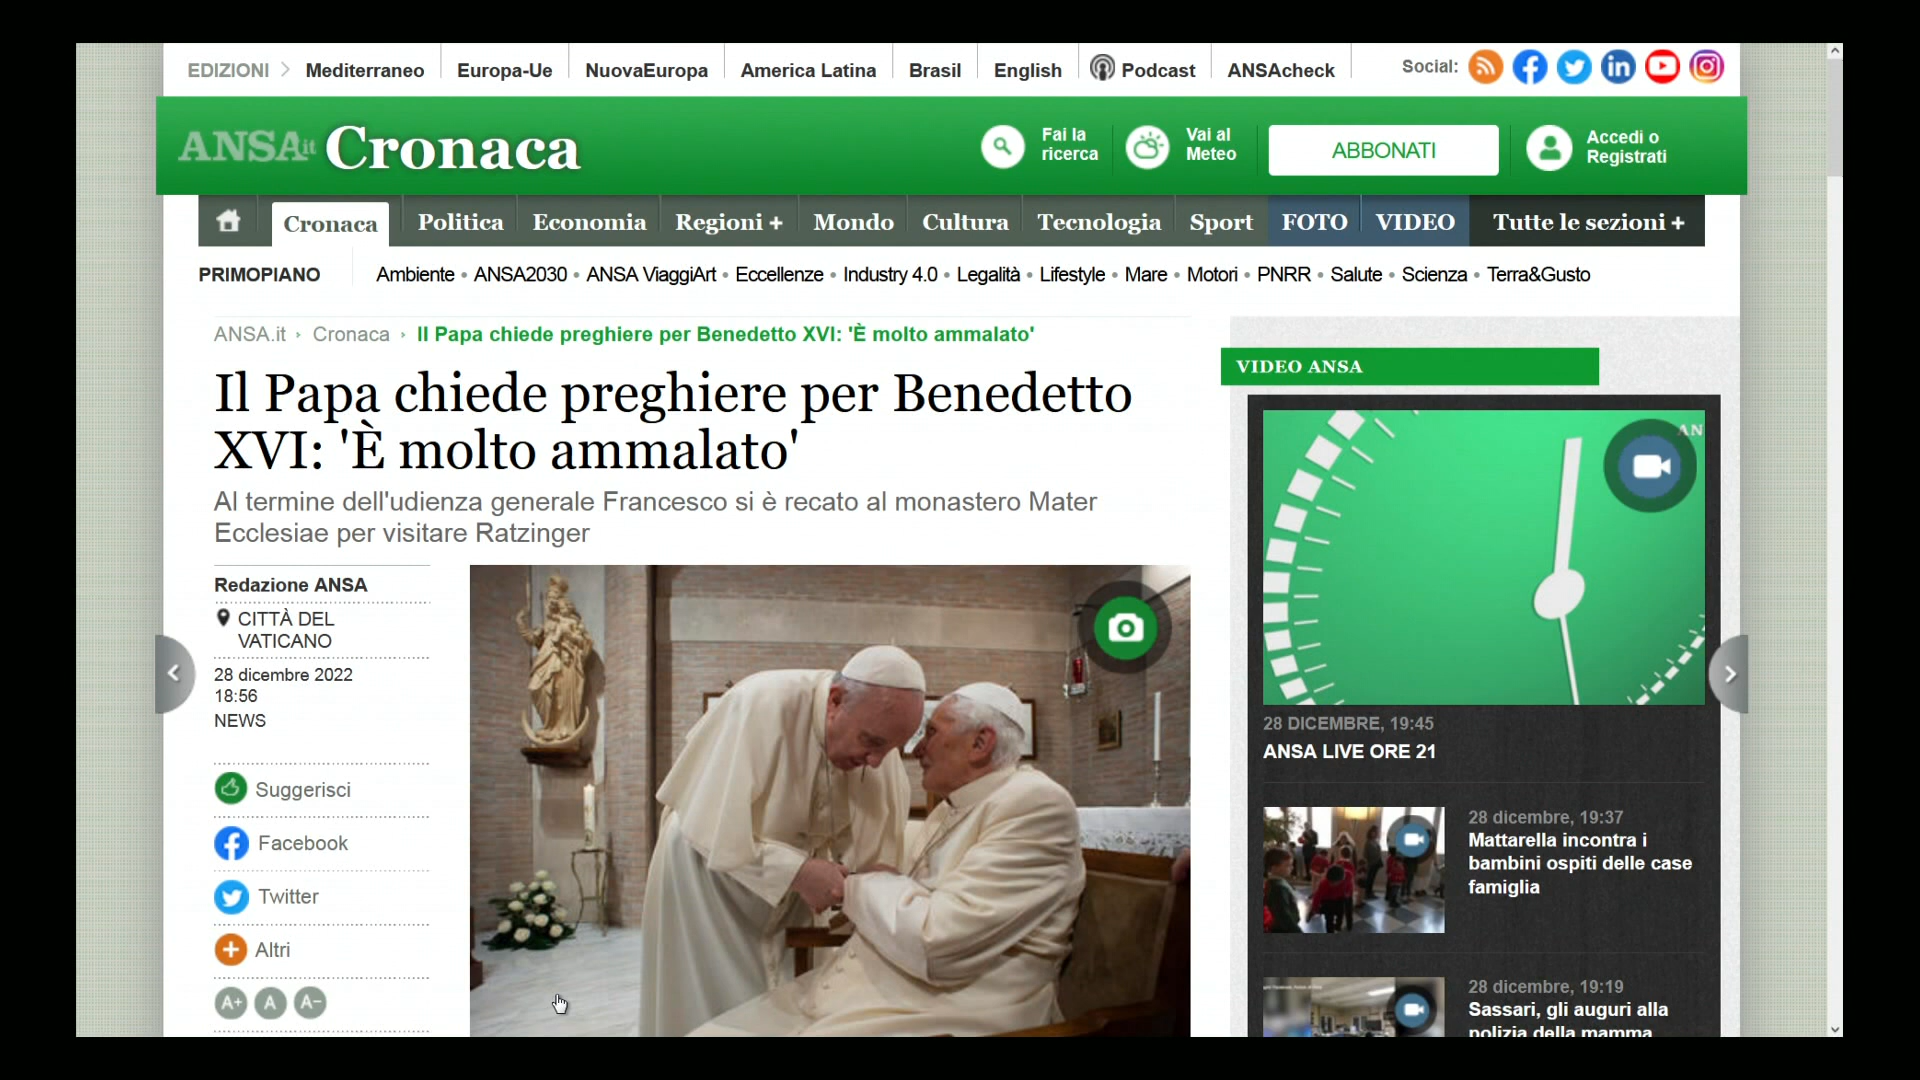 EDIZIONI
Mediterraneo
Europa-Ue
NuovaEuropa
America Latina
Brasil
English
Podcast
ANSAcheck
Social:
ANSAit Cronaca
Fai la
ricerca
Vai al
Meteo
ABBONATI
Accedi o
Registrati
Cronaca
Politica
Economia
Regioni +
Mondo
Cultura
Tecnologia
Sport
FOTO
VIDEO
Tutte le sezioni +
PRIMOPIANO
Ambiente • ANSA2030 • ANSA ViaggiArt • Eccellenze • Industry 4.0 • Legalità • Lifestyle • Mare • Motori • PNRR • Salute • Scienza • Terra&Gusto
ANSA.it › Cronaca › Il Papa chiede preghiere per Benedetto XVI: 'È molto ammalato'
Il Papa chiede preghiere per Benedetto
XVI: 'È molto ammalato'
Al termine dell'udienza generale Francesco si è recato al monastero Mater
Ecclesiae per visitare Ratzinger
Redazione ANSA
CITTÀ DEL
VATICANO
28 dicembre 2022
18:56
NEWS
Suggerisci
Facebook
Twitter
Altri
A+ A A-
VIDEO ANSA
AN
28 DICEMBRE, 19:45
ANSA LIVE ORE 21
28 dicembre, 19:37
Mattarella incontra i
bambini ospiti delle case
famiglia
28 dicembre, 19:19
Sassari, gli auguri alla
polizia della mamma